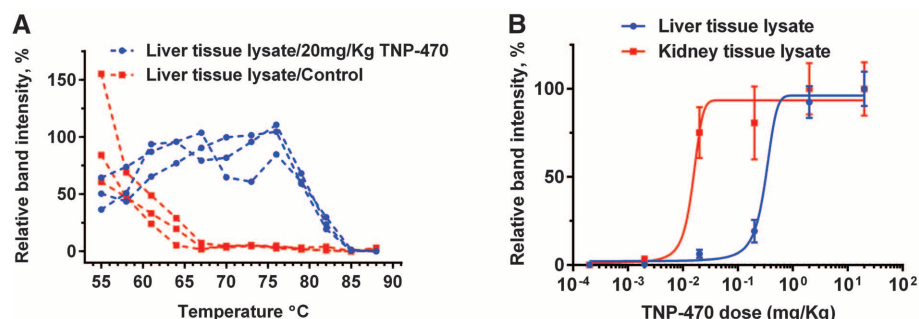 A
Relative band intensity, %
150
100
50
0
Liver tissue lysate/20mg/Kg TNP-470
Liver tissue lysate/Control
55 60 65 70 75 80 85 90
Temperature °C
B
Relative band intensity, %
100
50
0
Liver tissue lysate
Kidney tissue lysate
10⁻⁴ 10⁻³ 10⁻² 10⁻¹ 10⁰ 10¹ 10²
TNP-470 dose (mg/Kg)